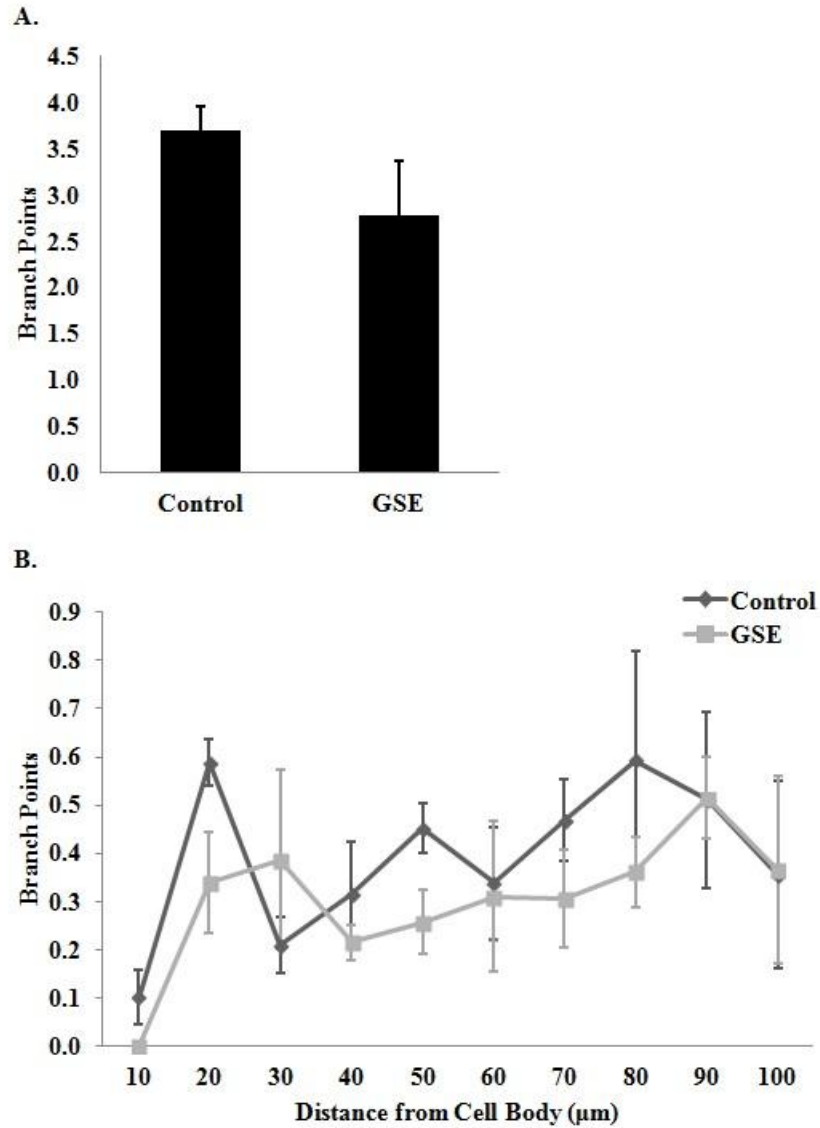 A.
4.5
4.0
3.5
3.0
2.5
2.0
1.5
1.0
0.5
0.0
Branch Points
Control GSE
B.
Control
GSE
0.9
0.8
0.7
0.6
0.5
0.4
0.3
0.2
0.1
0.0
Branch Points
10 20 30 40 50 60 70 80 90 100
Distance from Cell Body (µm)